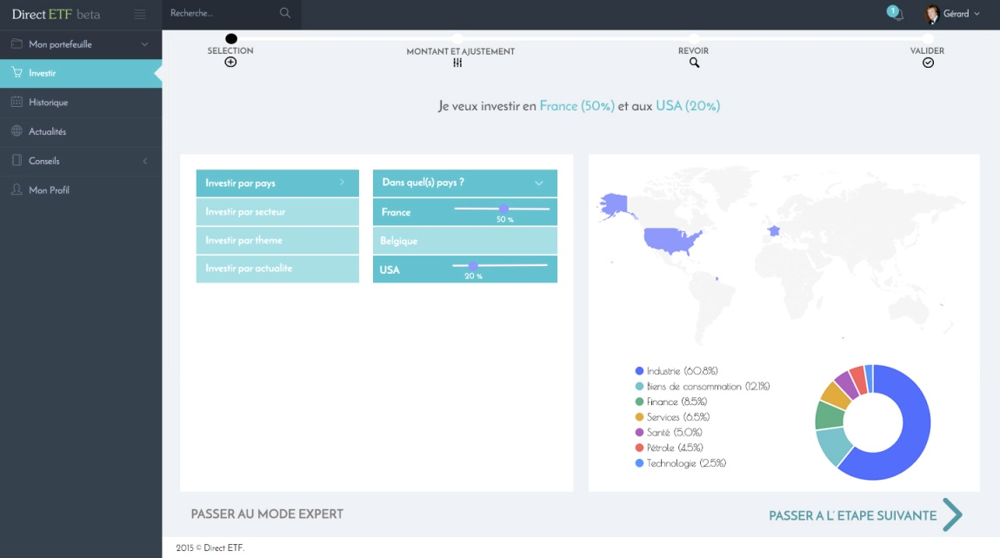 Direct ETF beta
Recherche...
1
Gérard
Mon portefeuille
Investir
Historique
Actualités
Conseils
Mon Profil
SELECTION
MONTANT ET AJUSTEMENT
REVOIR
VALIDER
Je veux investir en France (50%) et aux USA (20%)
Investir par pays
Investir par secteur
Investir par theme
Investir par actualite
Dans quel(s) pays ?
France
50 %
Belgique
USA
20 %
Industrie (60.8%)
Biens de consommation (12.1%)
Finance (8.5%)
Services (6.5%)
Santé (5.0%)
Pétrole (4.5%)
Technologie (2.5%)
PASSER AU MODE EXPERT
PASSER A L' ETAPE SUIVANTE
2015 © Direct ETF.